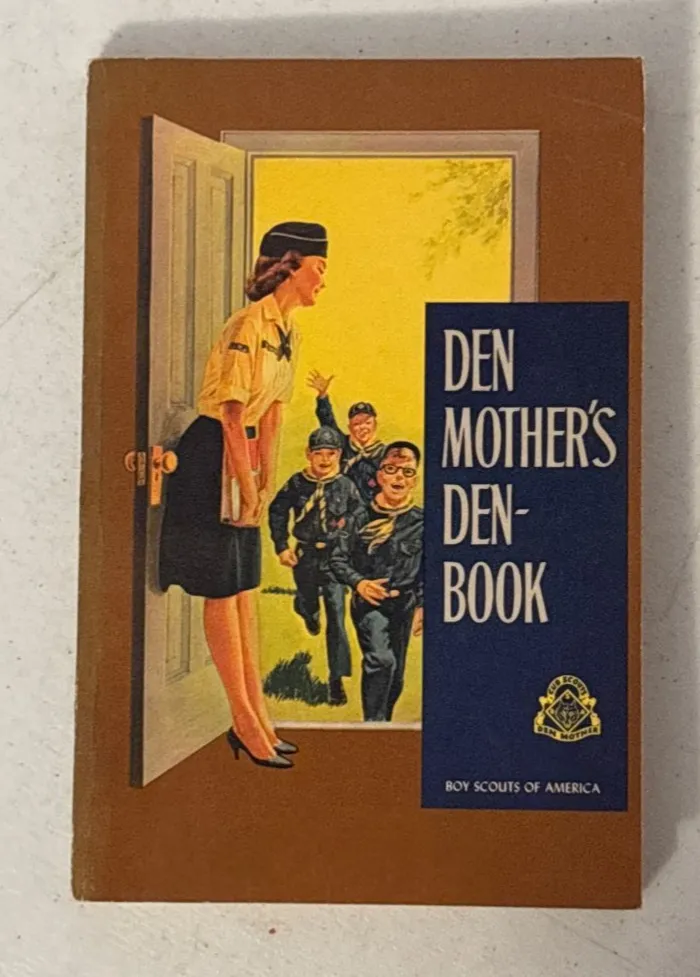 DEN
MOTHER'S
DEN-
BOOK
CUB SCOUTS
DEN MOTHER
BOY SCOUTS OF AMERICA